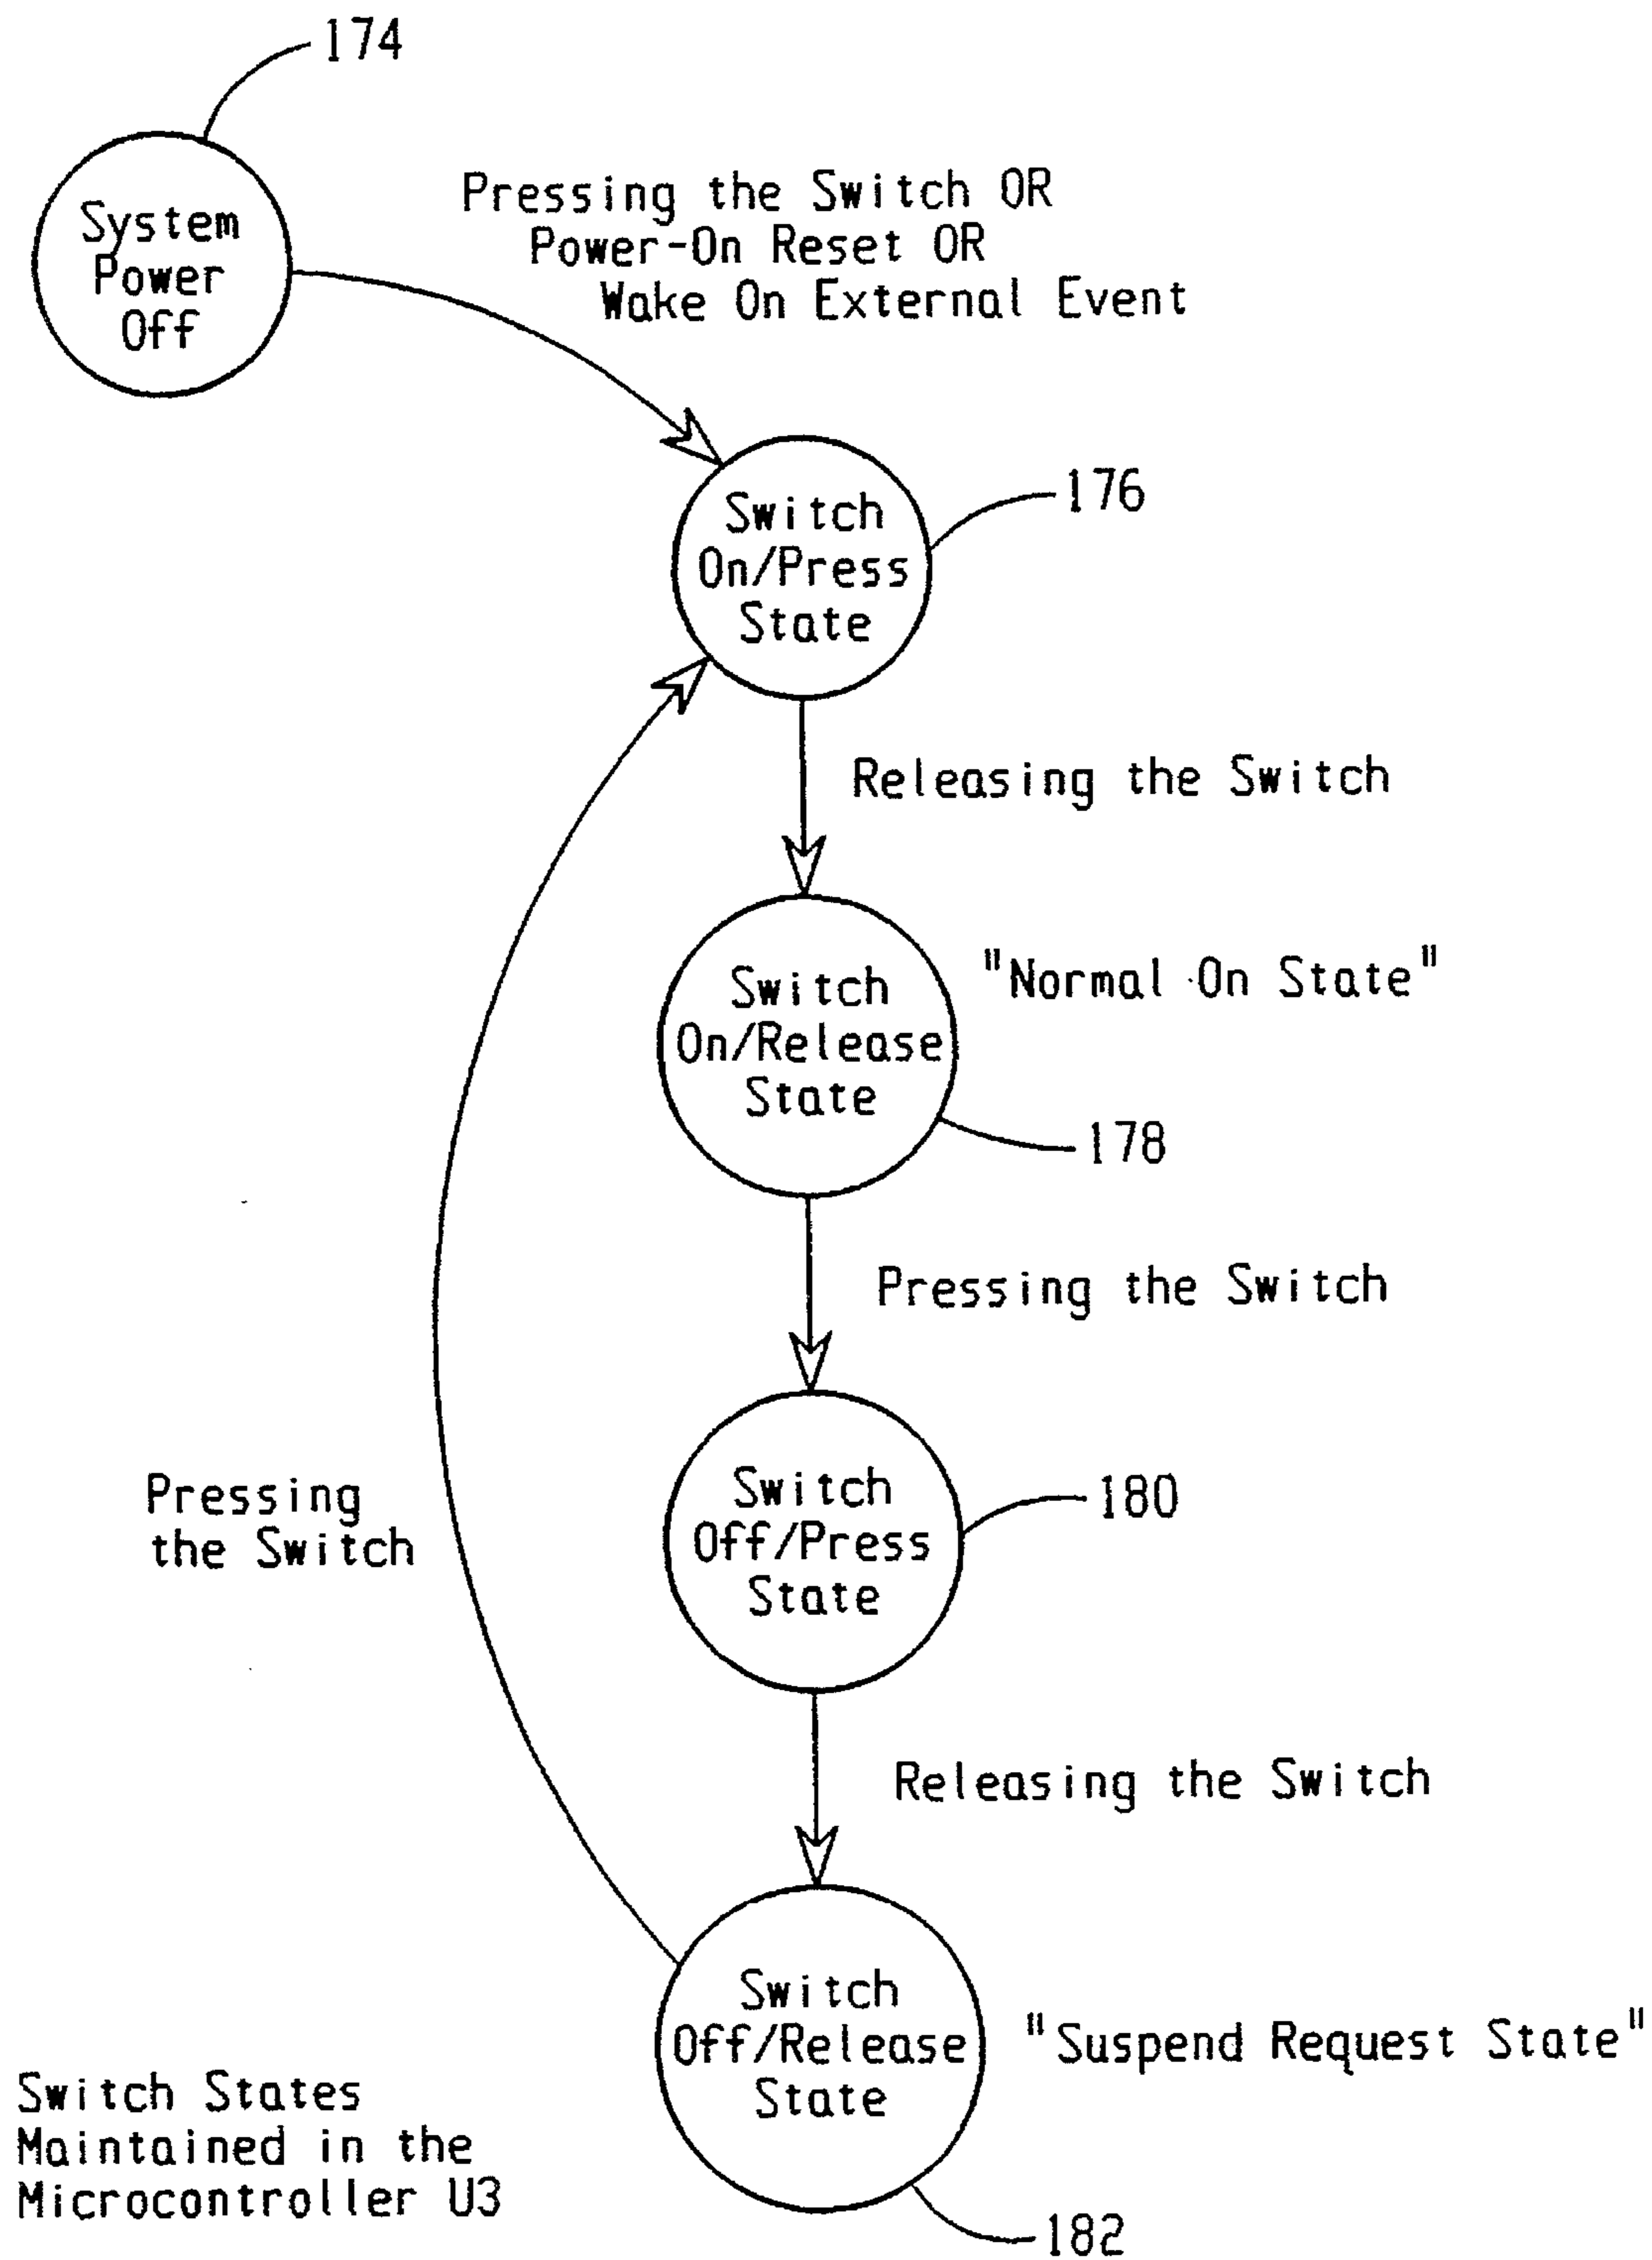 174
System
Power
Off
Pressing the Switch OR
Power-On Reset OR
Wake On External Event
Switch
On/Press
State
176
Releasing the Switch
Switch
On/Release
State
"Normal On State"
178
Pressing the Switch
Switch
Off/Press
State
180
Pressing
the Switch
Releasing the Switch
Switch
Off/Release
State
"Suspend Request State"
182
Switch States
Maintained in the
Microcontroller U3